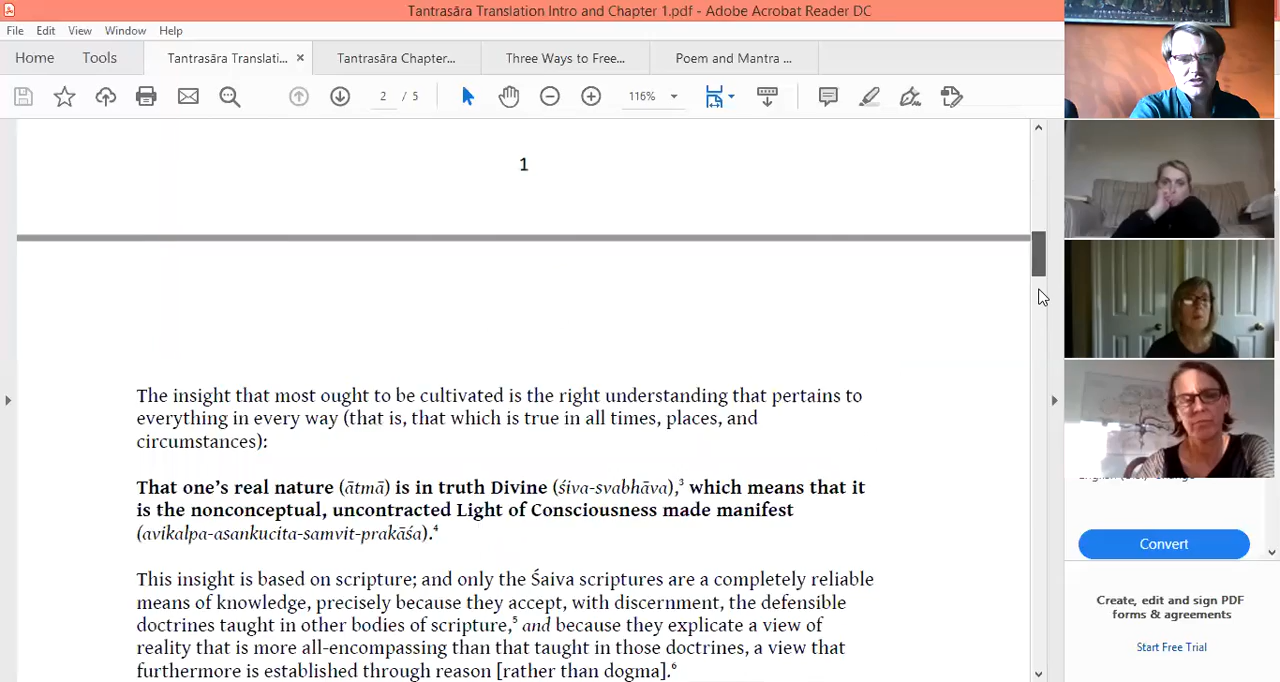 Tantrasāra Translation Intro and Chapter 1.pdf - Adobe Acrobat Reader DC
File Edit View Window Help
Home Tools Tantrasāra Translati... × Tantrasāra Chapter... Three Ways to Free... Poem and Mantra ...
2 / 5 116%
1
The insight that most ought to be cultivated is the right understanding that pertains to
everything in every way (that is, that which is true in all times, places, and
circumstances):
That one's real nature (ātmā) is in truth Divine (śiva-svabhāva),³ which means that it
is the nonconceptual, uncontracted Light of Consciousness made manifest
(avikalpa-asankucita-samvit-prakāśa).⁴
This insight is based on scripture; and only the Śaiva scriptures are a completely reliable
means of knowledge, precisely because they accept, with discernment, the defensible
doctrines taught in other bodies of scripture,⁵ and because they explicate a view of
reality that is more all-encompassing than that taught in those doctrines, a view that
furthermore is established through reason [rather than dogma].⁶
Convert
Create, edit and sign PDF
forms & agreements
Start Free Trial